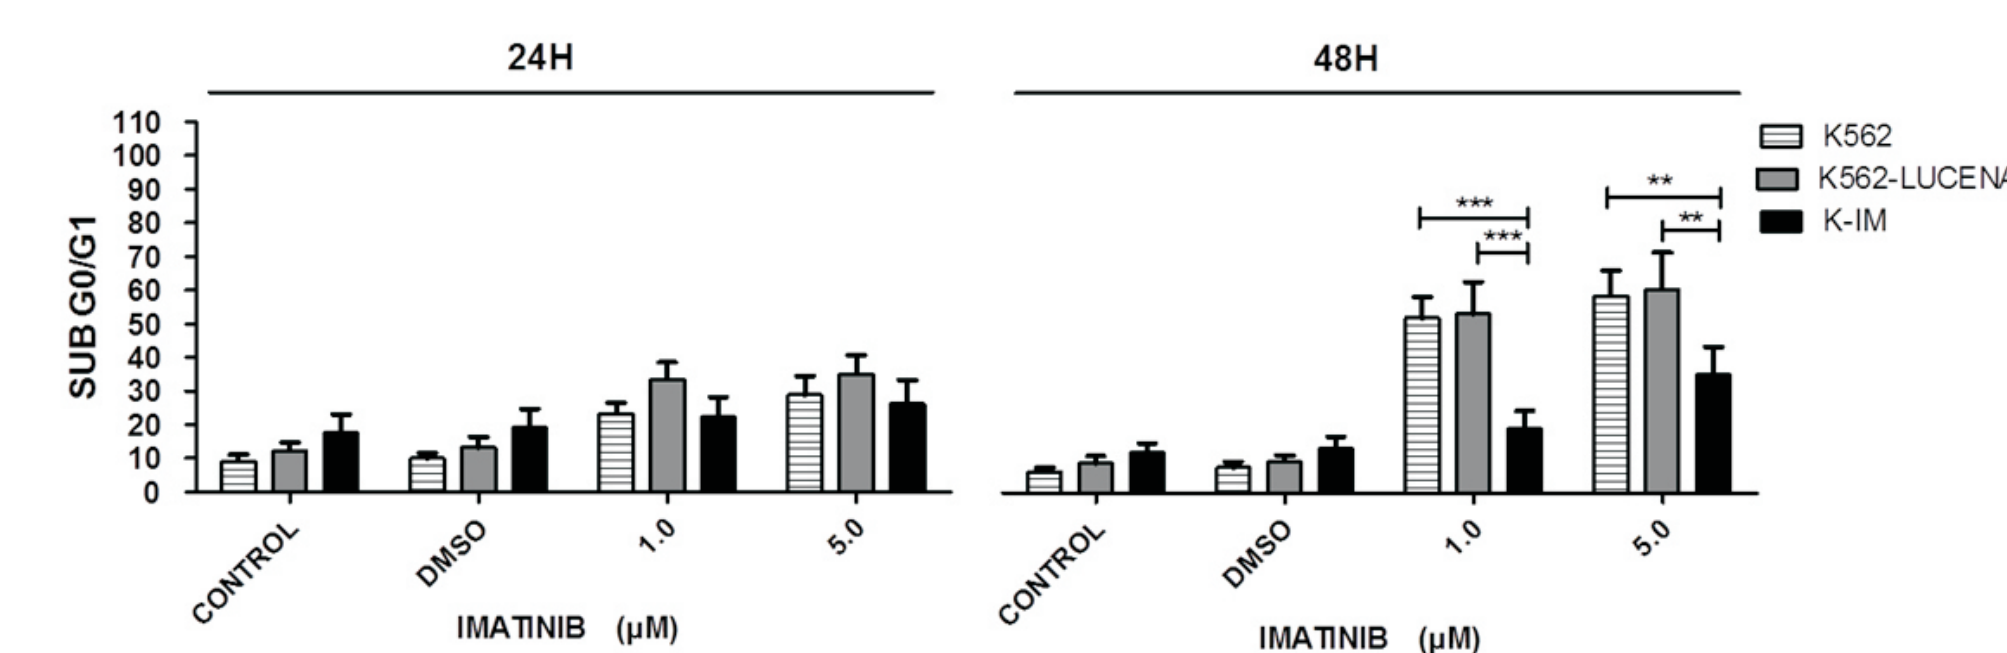 24H
48H
SUB G0/G1
110
100
90
80
70
60
50
40
30
20
10
0
CONTROL
DMSO
1.0
5.0
IMATINIB (µM)
***
***
**
**
CONTROL
DMSO
1.0
5.0
IMATINIB (µM)
K562
K562-LUCENA
K-IM